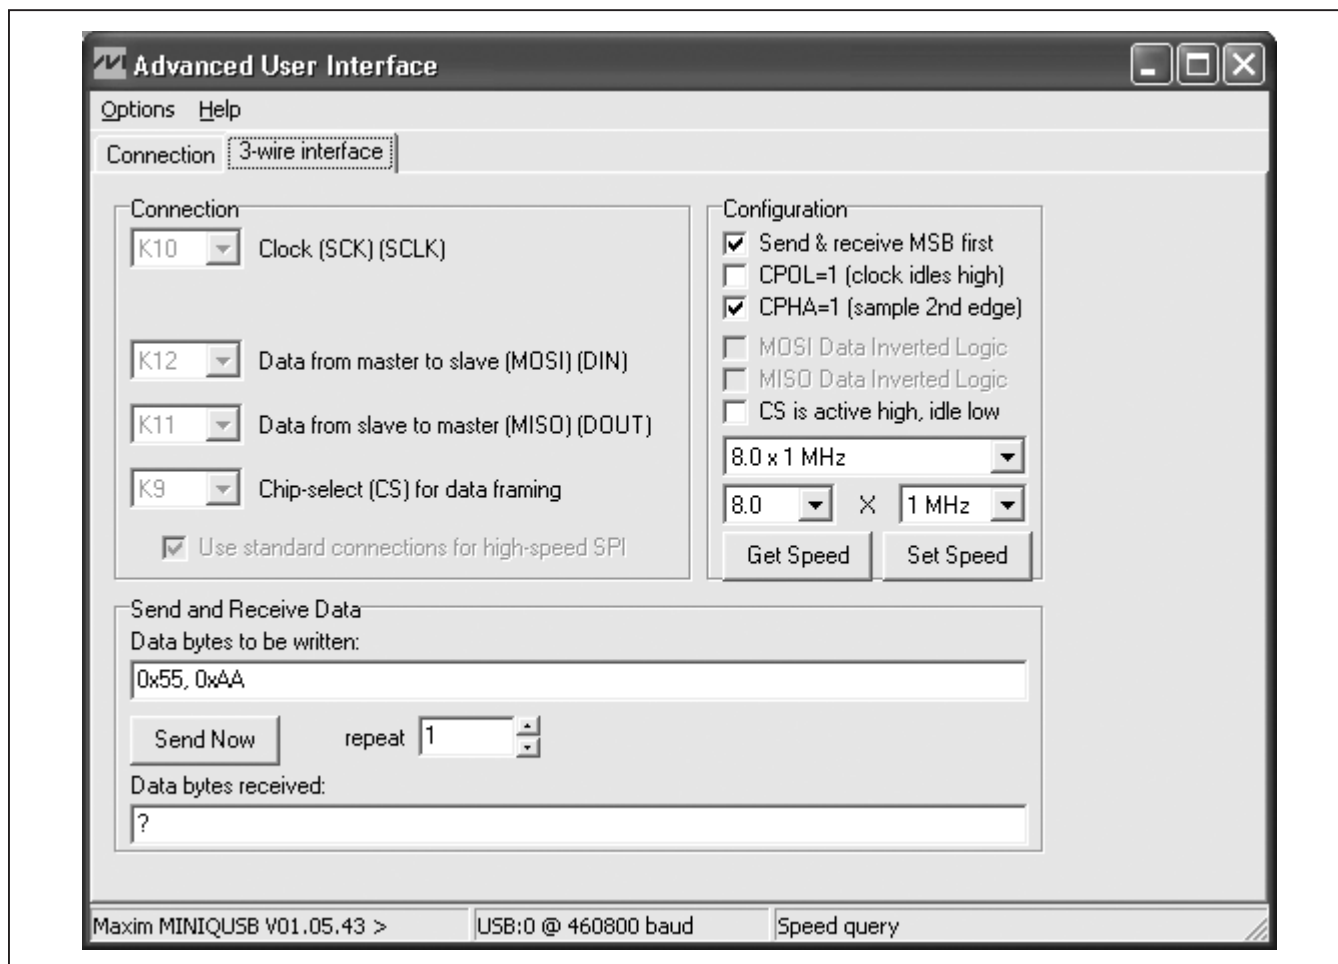 Advanced User Interface
Options Help
Connection 3-wire interface
Connection
K10 Clock (SCK) (SCLK)
K12 Data from master to slave (MOSI) (DIN)
K11 Data from slave to master (MISO) (DOUT)
K9 Chip-select (CS) for data framing
Use standard connections for high-speed SPI
Configuration
Send & receive MSB first
CPOL=1 (clock idles high)
CPHA=1 (sample 2nd edge)
MOSI Data Inverted Logic
MISO Data Inverted Logic
CS is active high, idle low
8.0 x 1 MHz
8.0 X 1 MHz
Get Speed Set Speed
Send and Receive Data
Data bytes to be written:
0x55, 0xAA
Send Now repeat 1
Data bytes received:
?
Maxim MINIQUSB V01.05.43 > USB:0 @ 460800 baud Speed query